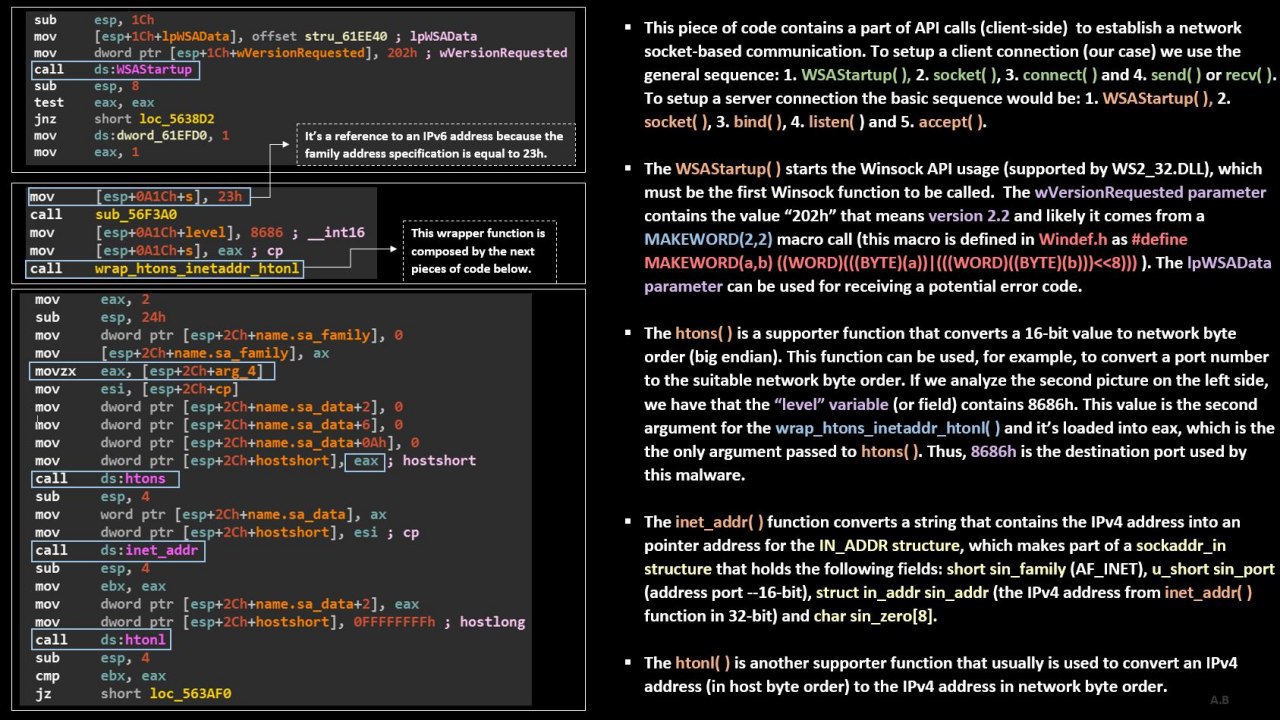 sub esp, 1Ch
mov [esp+1Ch+lpWSAData], offset stru_61EE40 ; lpWSAData
mov dword ptr [esp+1Ch+wVersionRequested], 202h ; wVersionRequested
call ds:WSAStartup
sub esp, 8
test eax, eax
jnz short loc_5638D2
mov ds:dword_61EFD0, 1
mov eax, 1
It's a reference to an IPv6 address because the
family address specification is equal to 23h.
mov [esp+0A1Ch+s], 23h
call sub_56F3A0
mov [esp+0A1Ch+level], 8686 ; __int16
mov [esp+0A1Ch+s], eax ; cp
call wrap_htons_inetaddr_htonl
This wrapper function is
composed by the next
pieces of code below.
mov eax, 2
sub esp, 24h
mov dword ptr [esp+2Ch+name.sa_family], 0
mov [esp+2Ch+name.sa_family], ax
movzx eax, [esp+2Ch+arg_4]
mov esi, [esp+2Ch+cp]
mov dword ptr [esp+2Ch+name.sa_data+2], 0
mov dword ptr [esp+2Ch+name.sa_data+6], 0
mov dword ptr [esp+2Ch+name.sa_data+0Ah], 0
mov dword ptr [esp+2Ch+hostshort], eax ; hostshort
call ds:htons
sub esp, 4
mov word ptr [esp+2Ch+name.sa_data], ax
mov dword ptr [esp+2Ch+hostshort], esi ; cp
call ds:inet_addr
sub esp, 4
mov ebx, eax
mov dword ptr [esp+2Ch+name.sa_data+2], eax
mov dword ptr [esp+2Ch+hostshort], 0FFFFFFFFh ; hostlong
call ds:htonl
sub esp, 4
cmp ebx, eax
jz short loc_563AF0
▪ This piece of code contains a part of API calls (client-side) to establish a network
socket-based communication. To setup a client connection (our case) we use the
general sequence: 1. WSAStartup( ), 2. socket( ), 3. connect( ) and 4. send( ) or recv( ).
To setup a server connection the basic sequence would be: 1. WSAStartup( ), 2.
socket( ), 3. bind( ), 4. listen( ) and 5. accept( ).
▪ The WSAStartup( ) starts the Winsock API usage (supported by WS2_32.DLL), which
must be the first Winsock function to be called. The wVersionRequested parameter
contains the value “202h” that means version 2.2 and likely it comes from a
MAKEWORD(2,2) macro call (this macro is defined in Windef.h as #define
MAKEWORD(a,b) ((WORD)(((BYTE)(a))|(((WORD)((BYTE)(b)))<<8))) ). The lpWSAData
parameter can be used for receiving a potential error code.
▪ The htons( ) is a supporter function that converts a 16-bit value to network byte
order (big endian). This function can be used, for example, to convert a port number
to the suitable network byte order. If we analyze the second picture on the left side,
we have that the “level” variable (or field) contains 8686h. This value is the second
argument for the wrap_htons_inetaddr_htonl( ) and it's loaded into eax, which is the
the only argument passed to htons( ). Thus, 8686h is the destination port used by
this malware.
▪ The inet_addr( ) function converts a string that contains the IPv4 address into an
pointer address for the IN_ADDR structure, which makes part of a sockaddr_in
structure that holds the following fields: short sin_family (AF_INET), u_short sin_port
(address port --16-bit), struct in_addr sin_addr (the IPv4 address from inet_addr( )
function in 32-bit) and char sin_zero[8].
▪ The htonl( ) is another supporter function that usually is used to convert an IPv4
address (in host byte order) to the IPv4 address in network byte order.
A.B